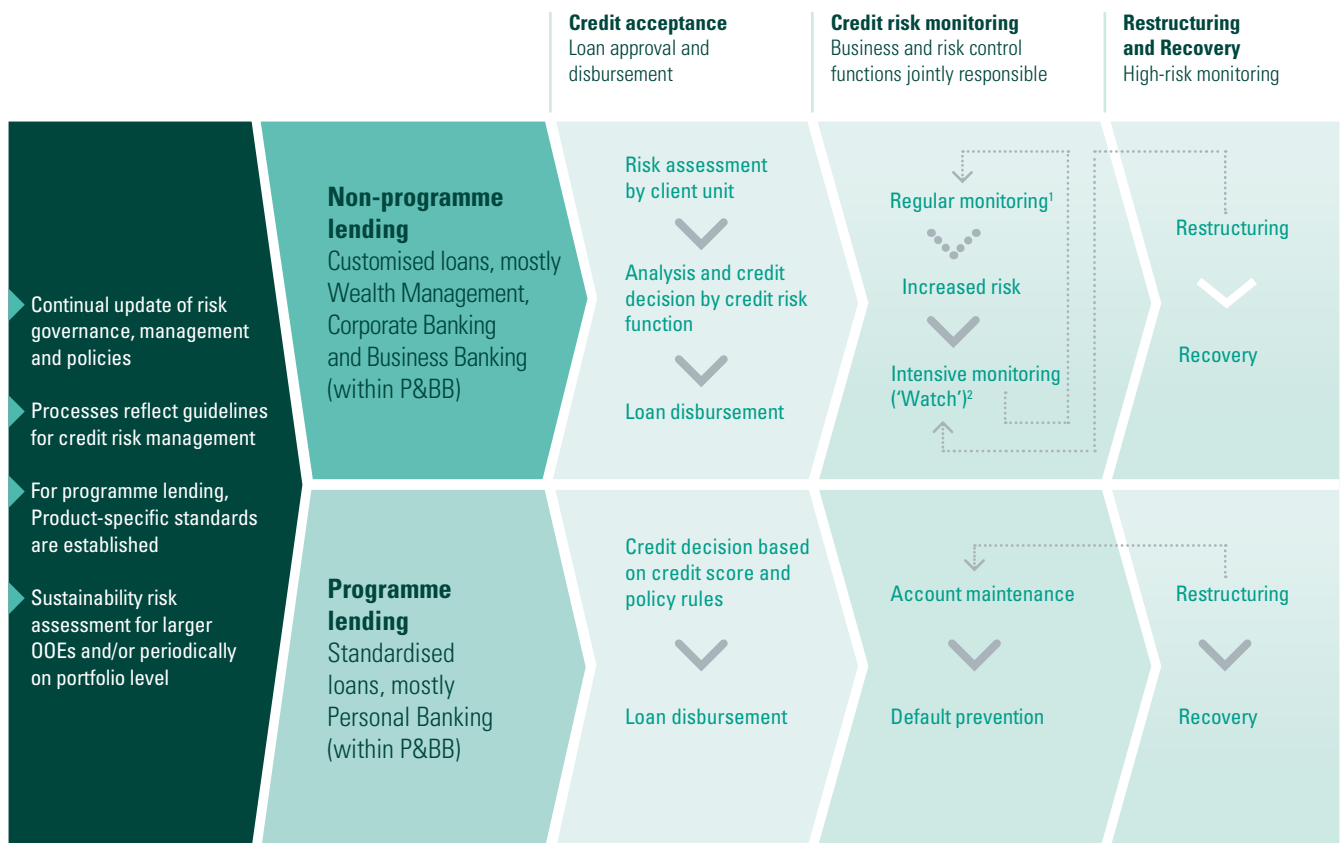 Credit acceptance
Loan approval and
disbursement
Credit risk monitoring
Business and risk control
functions jointly responsible
Restructuring
and Recovery
High-risk monitoring
Continual update of risk
governance, management
and policies
Processes reflect guidelines
for credit risk management
For programme lending,
Product-specific standards
are established
Sustainability risk
assessment for larger
OOEs and/or periodically
on portfolio level
Non-programme
lending
Customised loans, mostly
Wealth Management,
Corporate Banking
and Business Banking
(within P&BB)
Risk assessment
by client unit
Analysis and credit
decision by credit risk
function
Loan disbursement
Regular monitoring¹
Increased risk
Intensive monitoring
(‘Watch’)²
Restructuring
Recovery
Programme
lending
Standardised
loans, mostly
Personal Banking
(within P&BB)
Credit decision based
on credit score and
policy rules
Loan disbursement
Account maintenance
Default prevention
Restructuring
Recovery